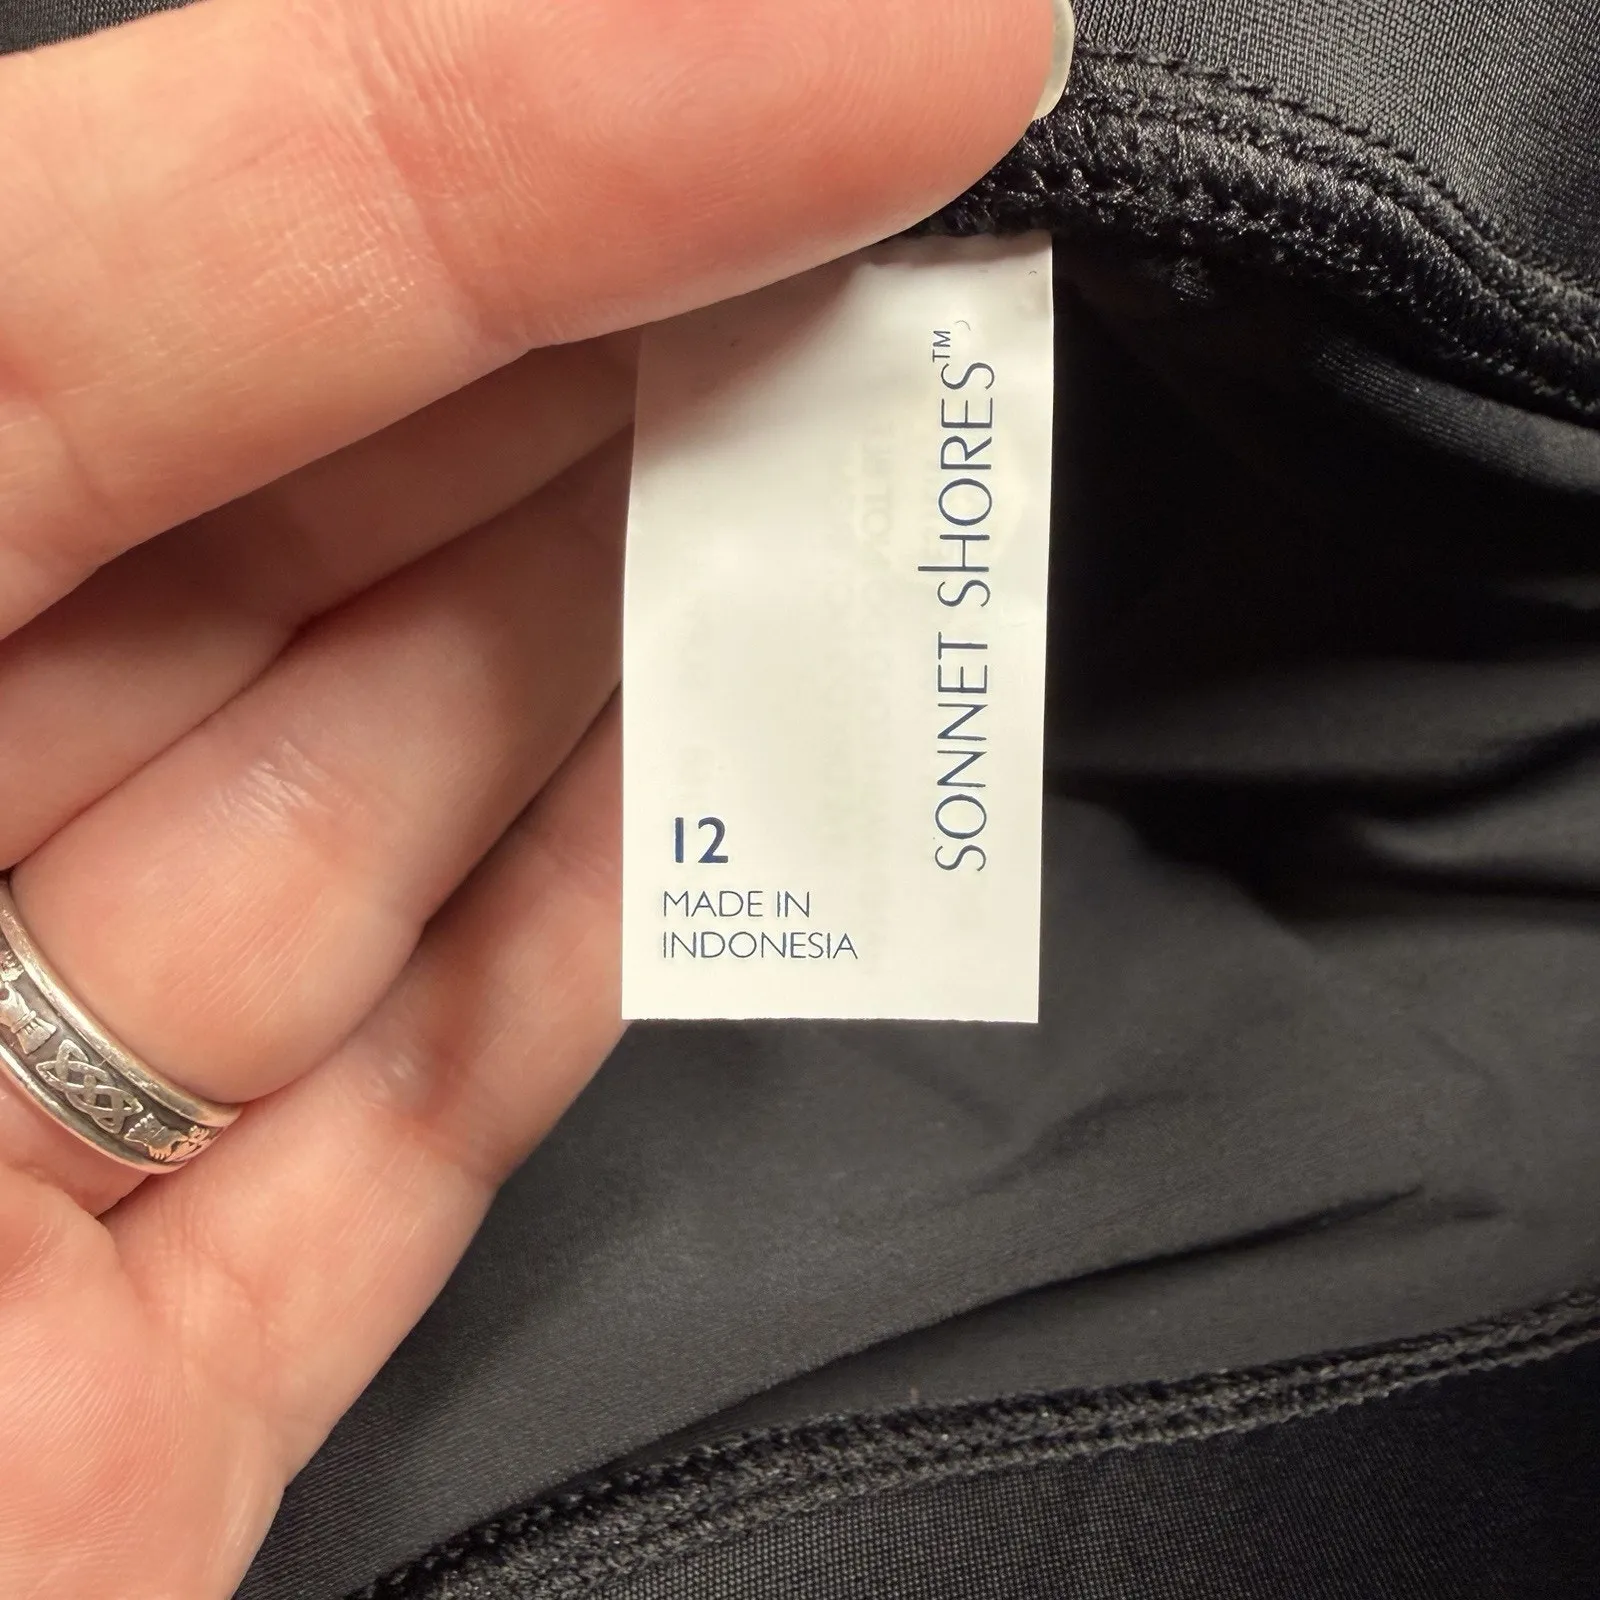 SONNET SHORES™
12
MADE IN
INDONESIA